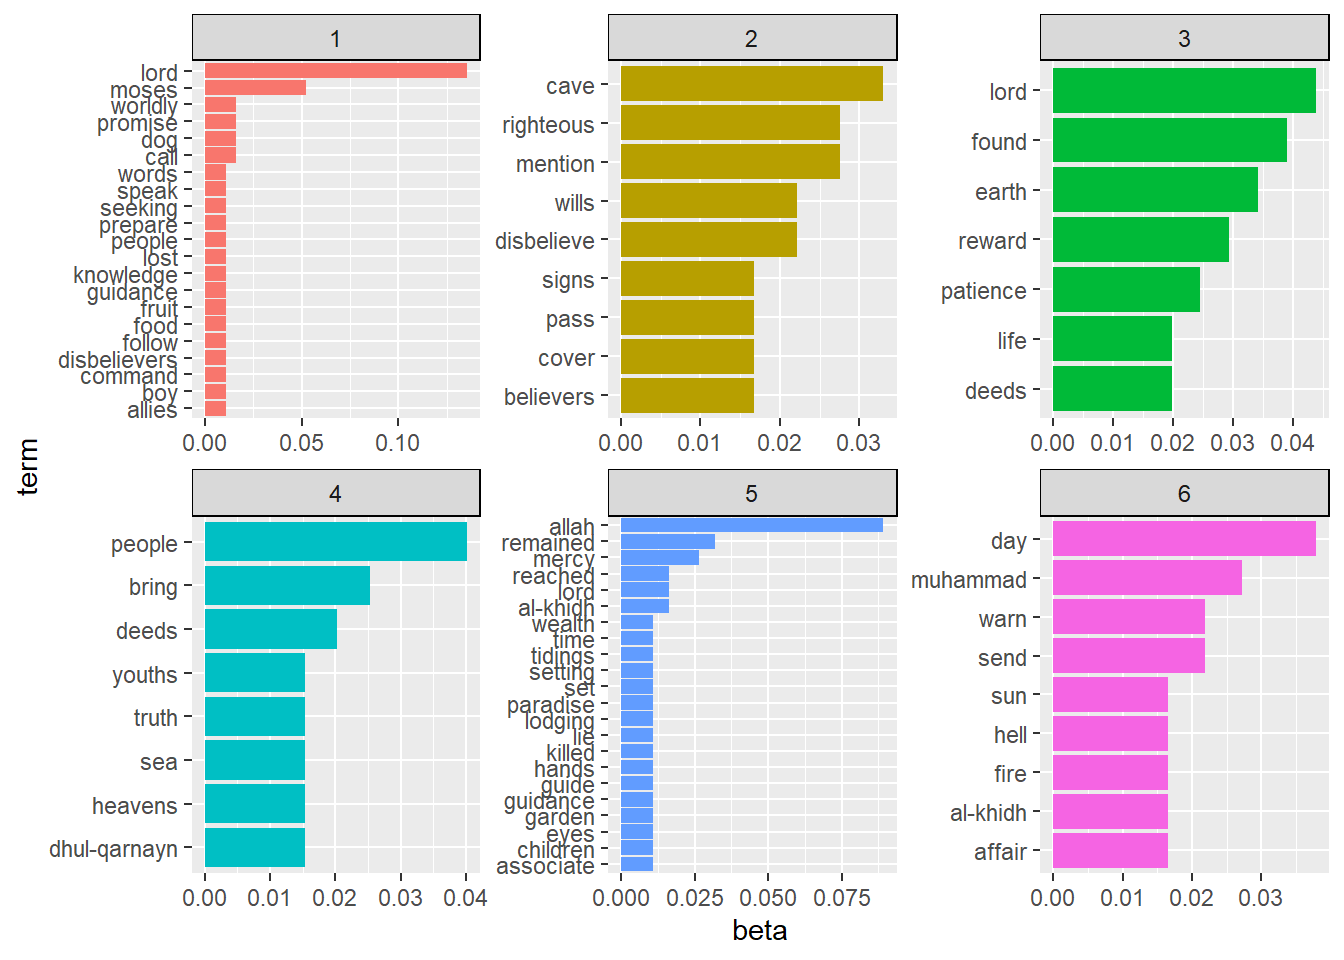 term
1
lord
moses
worldly
promise
dog
call
words
speak
seeking
prepare
people
lost
knowledge
guidance
fruit
food
follow
disbelievers
command
boy
allies
0.00 0.05 0.10
2
cave
righteous
mention
wills
disbelieve
signs
pass
cover
believers
0.00 0.01 0.02 0.03
3
lord
found
earth
reward
patience
life
deeds
0.00 0.01 0.02 0.03 0.04
4
people
bring
deeds
youths
truth
sea
heavens
dhul-qarnayn
0.00 0.01 0.02 0.03 0.04
5
allah
remained
mercy
reached
lord
al-khidh
wealth
time
tidings
setting
set
paradise
lodging
lie
killed
hands
guide
guidance
garden
eyes
children
associate
0.000 0.025 0.050 0.075
6
day
muhammad
warn
send
sun
hell
fire
al-khidh
affair
0.00 0.01 0.02 0.03
beta